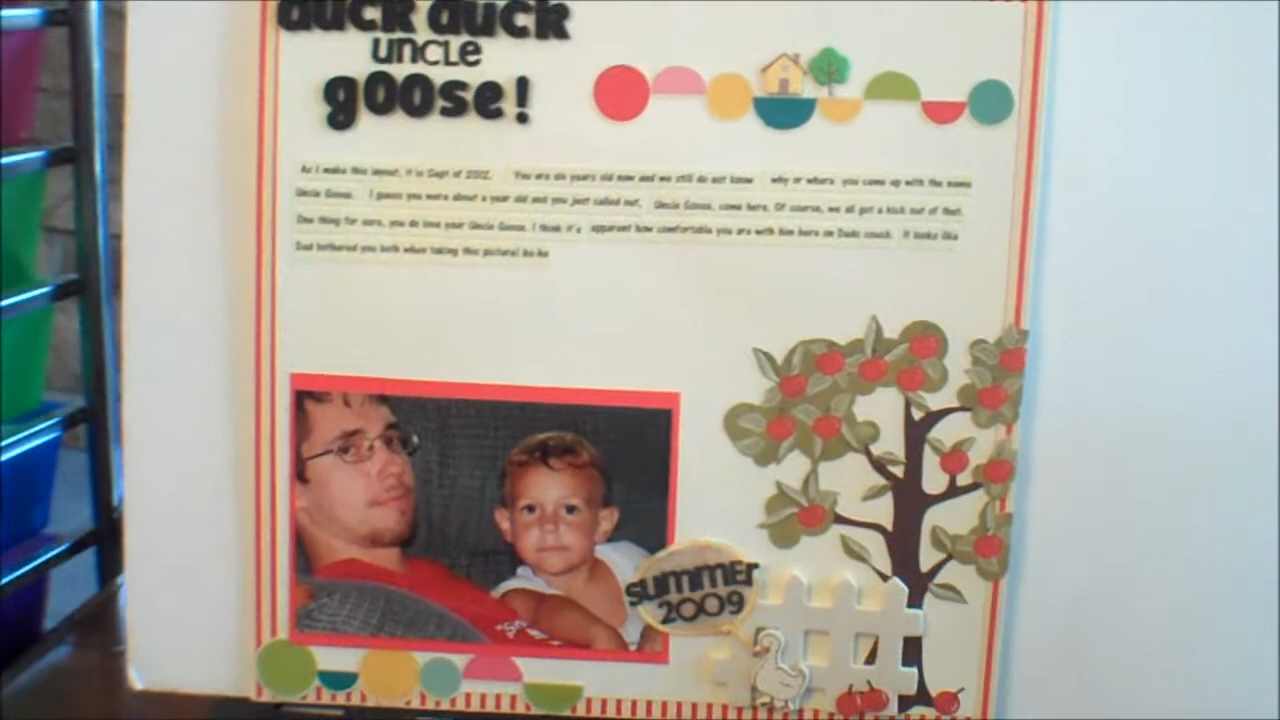 duck duck
uncle
goose!
As I make this layout, it is Sept of 2012. You are six years old now and we still do not know why or where you came up with the name
Uncle Goose. I guess you were about a year old and you just called out, Uncle Goose, come here. Of course, we all got a kick out of that.
One thing for sure, you do love your Uncle Goose. I think it's apparent how comfortable you are with him here on Dads couch. It looks like
Dad bothered you both when taking this picture! ha-ha
summer
2009